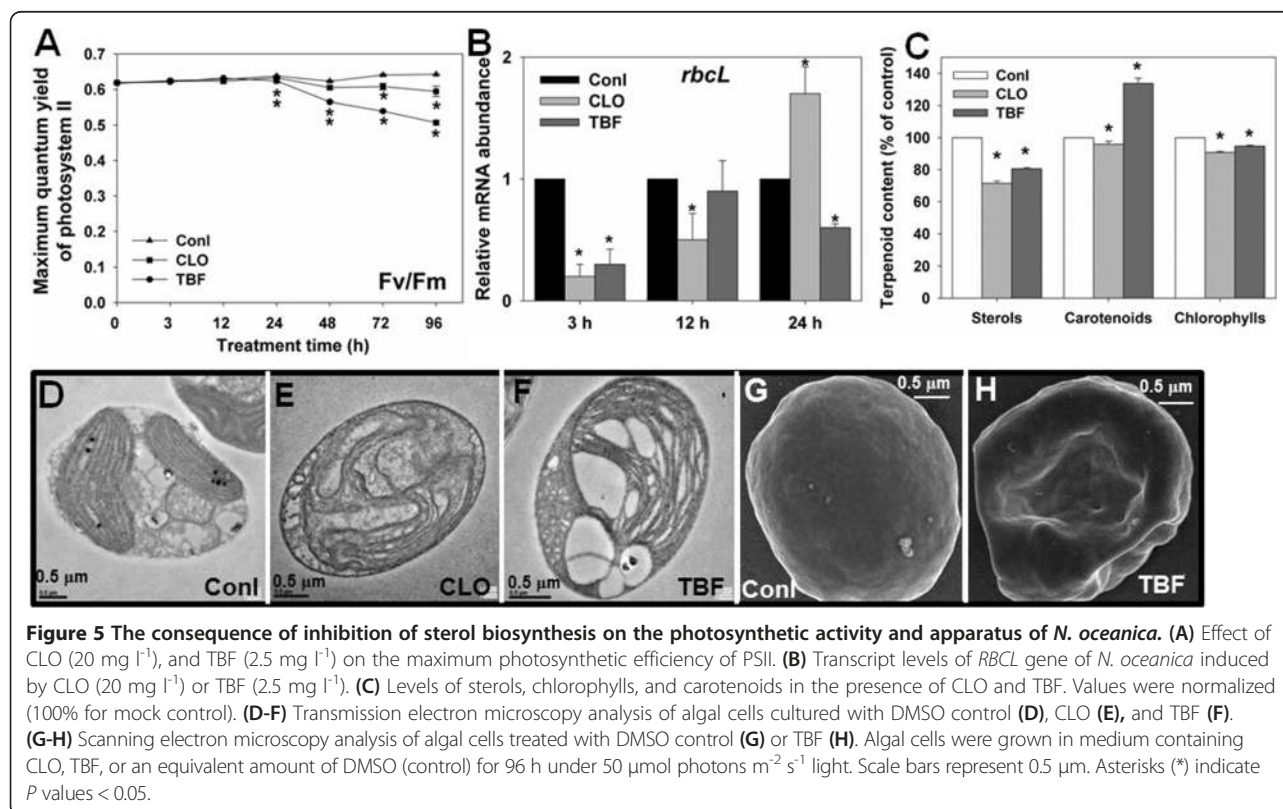 A
Maximum quantum yield
of photosystem II
0.7
0.6
0.5
0.4
0.3
0.2
0.1
0.0
* * * *
* * * *
Conl
CLO
TBF
Fv/Fm
0 3 12 24 48 72 96
Treatment time (h)
B
Relative mRNA abundance
2
1
0
rbcL
Conl
CLO
TBF
* * * * *
3 h 12 h 24 h
C
Terpenoid content (% of control)
140
120
100
80
60
40
20
0
Conl
CLO
TBF
* * * * * *
Sterols Carotenoids Chlorophylls
D
0.5 µm
Conl
E
0.5 µm
CLO
F
0.5 µm
TBF
G
0.5 µm
Conl
H
0.5 µm
TBF
Figure 5 The consequence of inhibition of sterol biosynthesis on the photosynthetic activity and apparatus of N. oceanica. (A) Effect of
CLO (20 mg l⁻¹), and TBF (2.5 mg l⁻¹) on the maximum photosynthetic efficiency of PSII. (B) Transcript levels of RBCL gene of N. oceanica induced
by CLO (20 mg l⁻¹) or TBF (2.5 mg l⁻¹). (C) Levels of sterols, chlorophylls, and carotenoids in the presence of CLO and TBF. Values were normalized
(100% for mock control). (D-F) Transmission electron microscopy analysis of algal cells cultured with DMSO control (D), CLO (E), and TBF (F).
(G-H) Scanning electron microscopy analysis of algal cells treated with DMSO control (G) or TBF (H). Algal cells were grown in medium containing
CLO, TBF, or an equivalent amount of DMSO (control) for 96 h under 50 µmol photons m⁻² s⁻¹ light. Scale bars represent 0.5 µm. Asterisks (*) indicate
P values < 0.05.